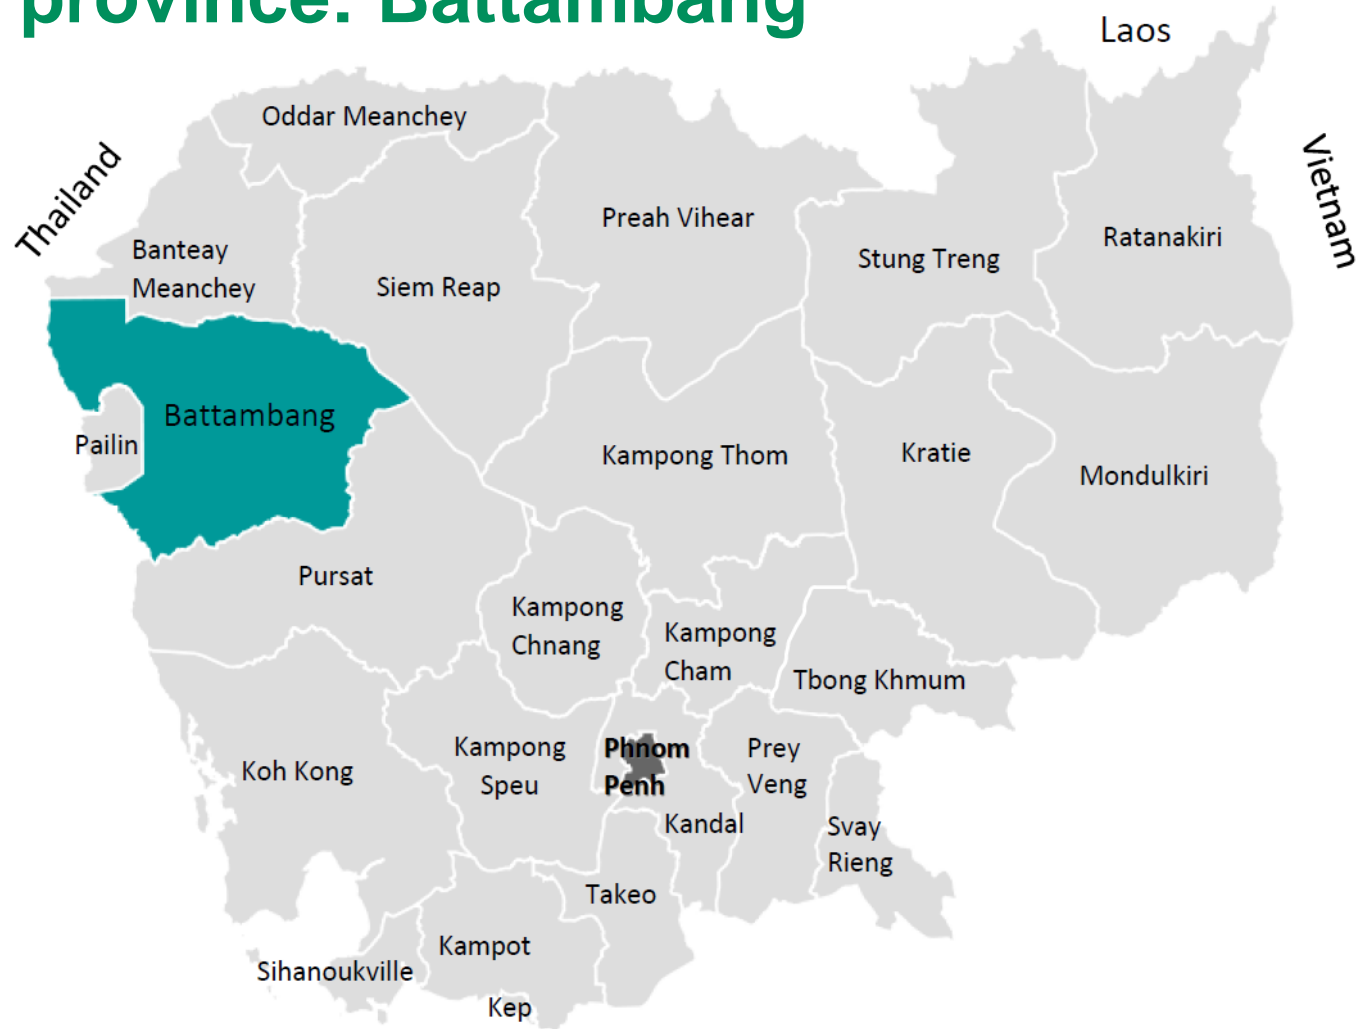 province: Battambang
Laos
Thailand
Vietnam
Oddar Meanchey
Preah Vihear
Ratanakiri
Banteay
Meanchey
Siem Reap
Stung Treng
Battambang
Pailin
Kampong Thom
Kratie
Mondulkiri
Pursat
Kampong
Chnang
Kampong
Cham
Tbong Khmum
Koh Kong
Kampong
Speu
Phnom
Penh
Prey
Veng
Kandal
Svay
Rieng
Takeo
Kampot
Sihanoukville
Kep